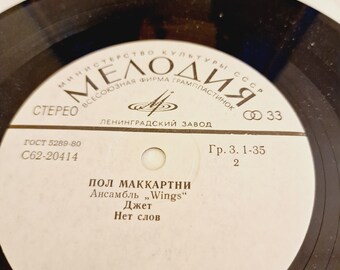 МИНИСТЕРСТВО КУЛЬТУРЫ СССР
МЕЛОДИЯ
ВСЕСОЮЗНАЯ ФИРМА ГРАМПЛАСТИНОК
СТЕРЕО
33
ЛЕНИНГРАДСКИЙ ЗАВОД
ГОСТ 5289-80
С62-20414
Гр. 3. 1-35
2
ПОЛ МАККАРТНИ
Ансамбль „Wings"
Джет
Нет слов